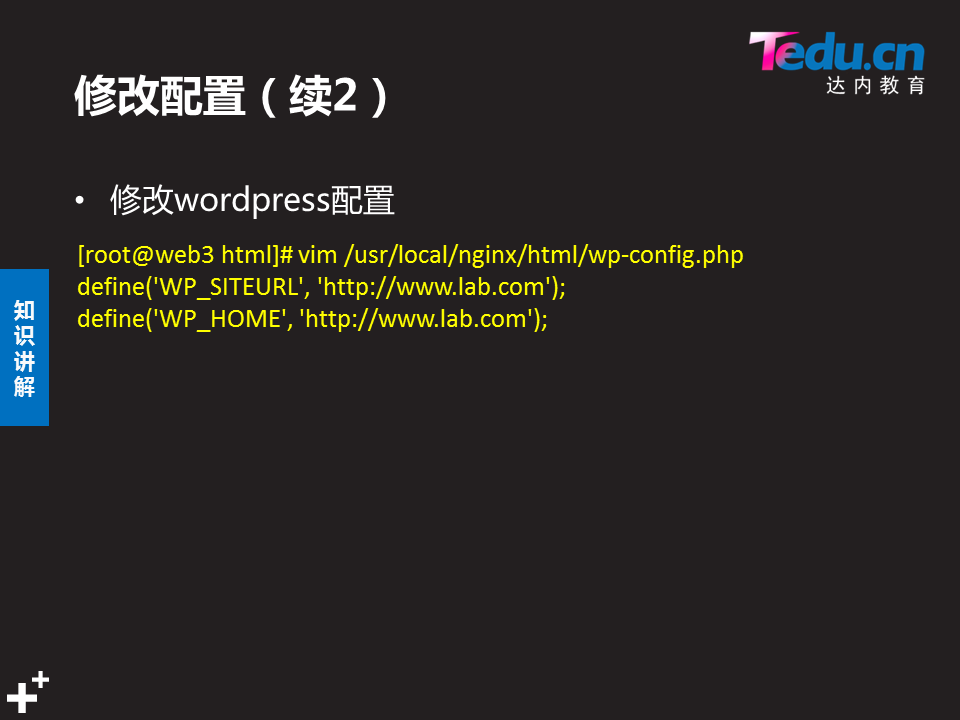 Tedu.cn
达内教育
修改配置（续2）
• 修改wordpress配置
[root@web3 html]# vim /usr/local/nginx/html/wp-config.php
define('WP_SITEURL', 'http://www.lab.com');
define('WP_HOME', 'http://www.lab.com');
知
识
讲
解